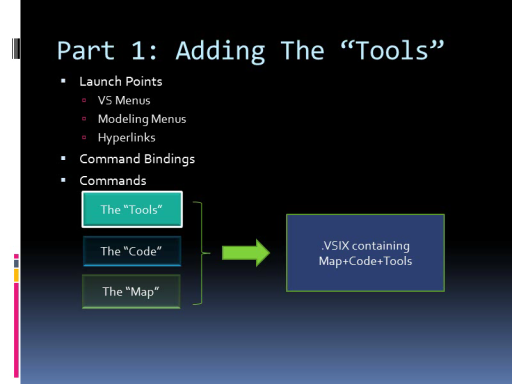 Part 1: Adding The “Tools”
Launch Points
VS Menus
Modeling Menus
Hyperlinks
Command Bindings
Commands
The “Tools”
The “Code”
The “Map”
.VSIX containing
Map+Code+Tools